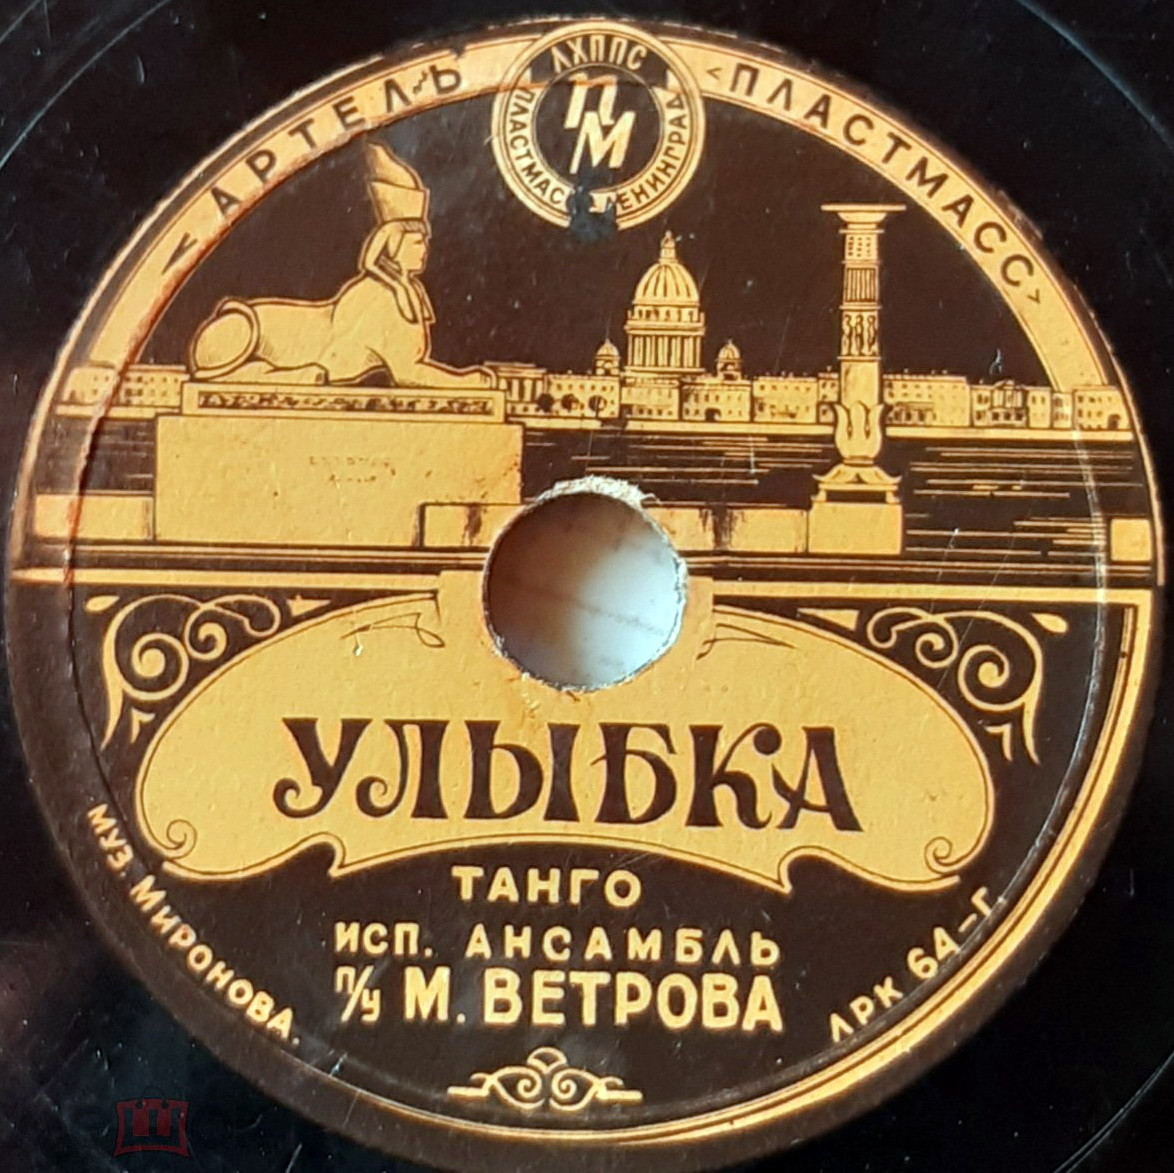 «АРТЕЛЬ
«ПЛАСТМАСС»
ЛХППС
ПМ
ПЛАСТМАСС
ЛЕНИНГРАД
УЛЫБКА
ТАНГО
ИСП. АНСАМБЛЬ
П/У М. ВЕТРОВА
МУЗ. МИРОНОВА.
ЛРК 64-Г